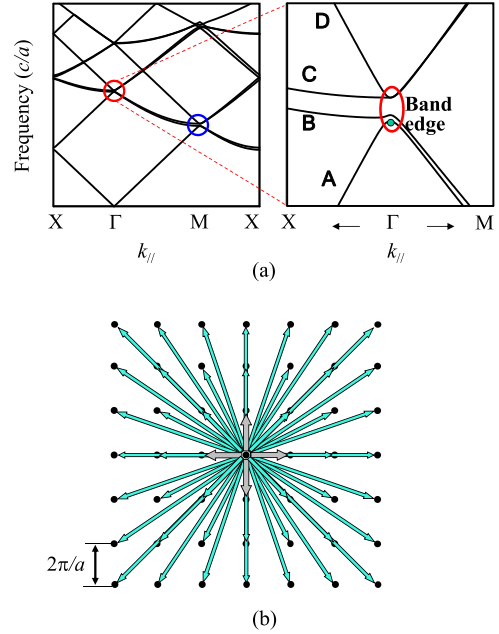 Frequency (c/a)
X Γ M X
k//
D
C
B
A
Band
edge
X ← Γ → M
k//
(a)
2π/a
(b)